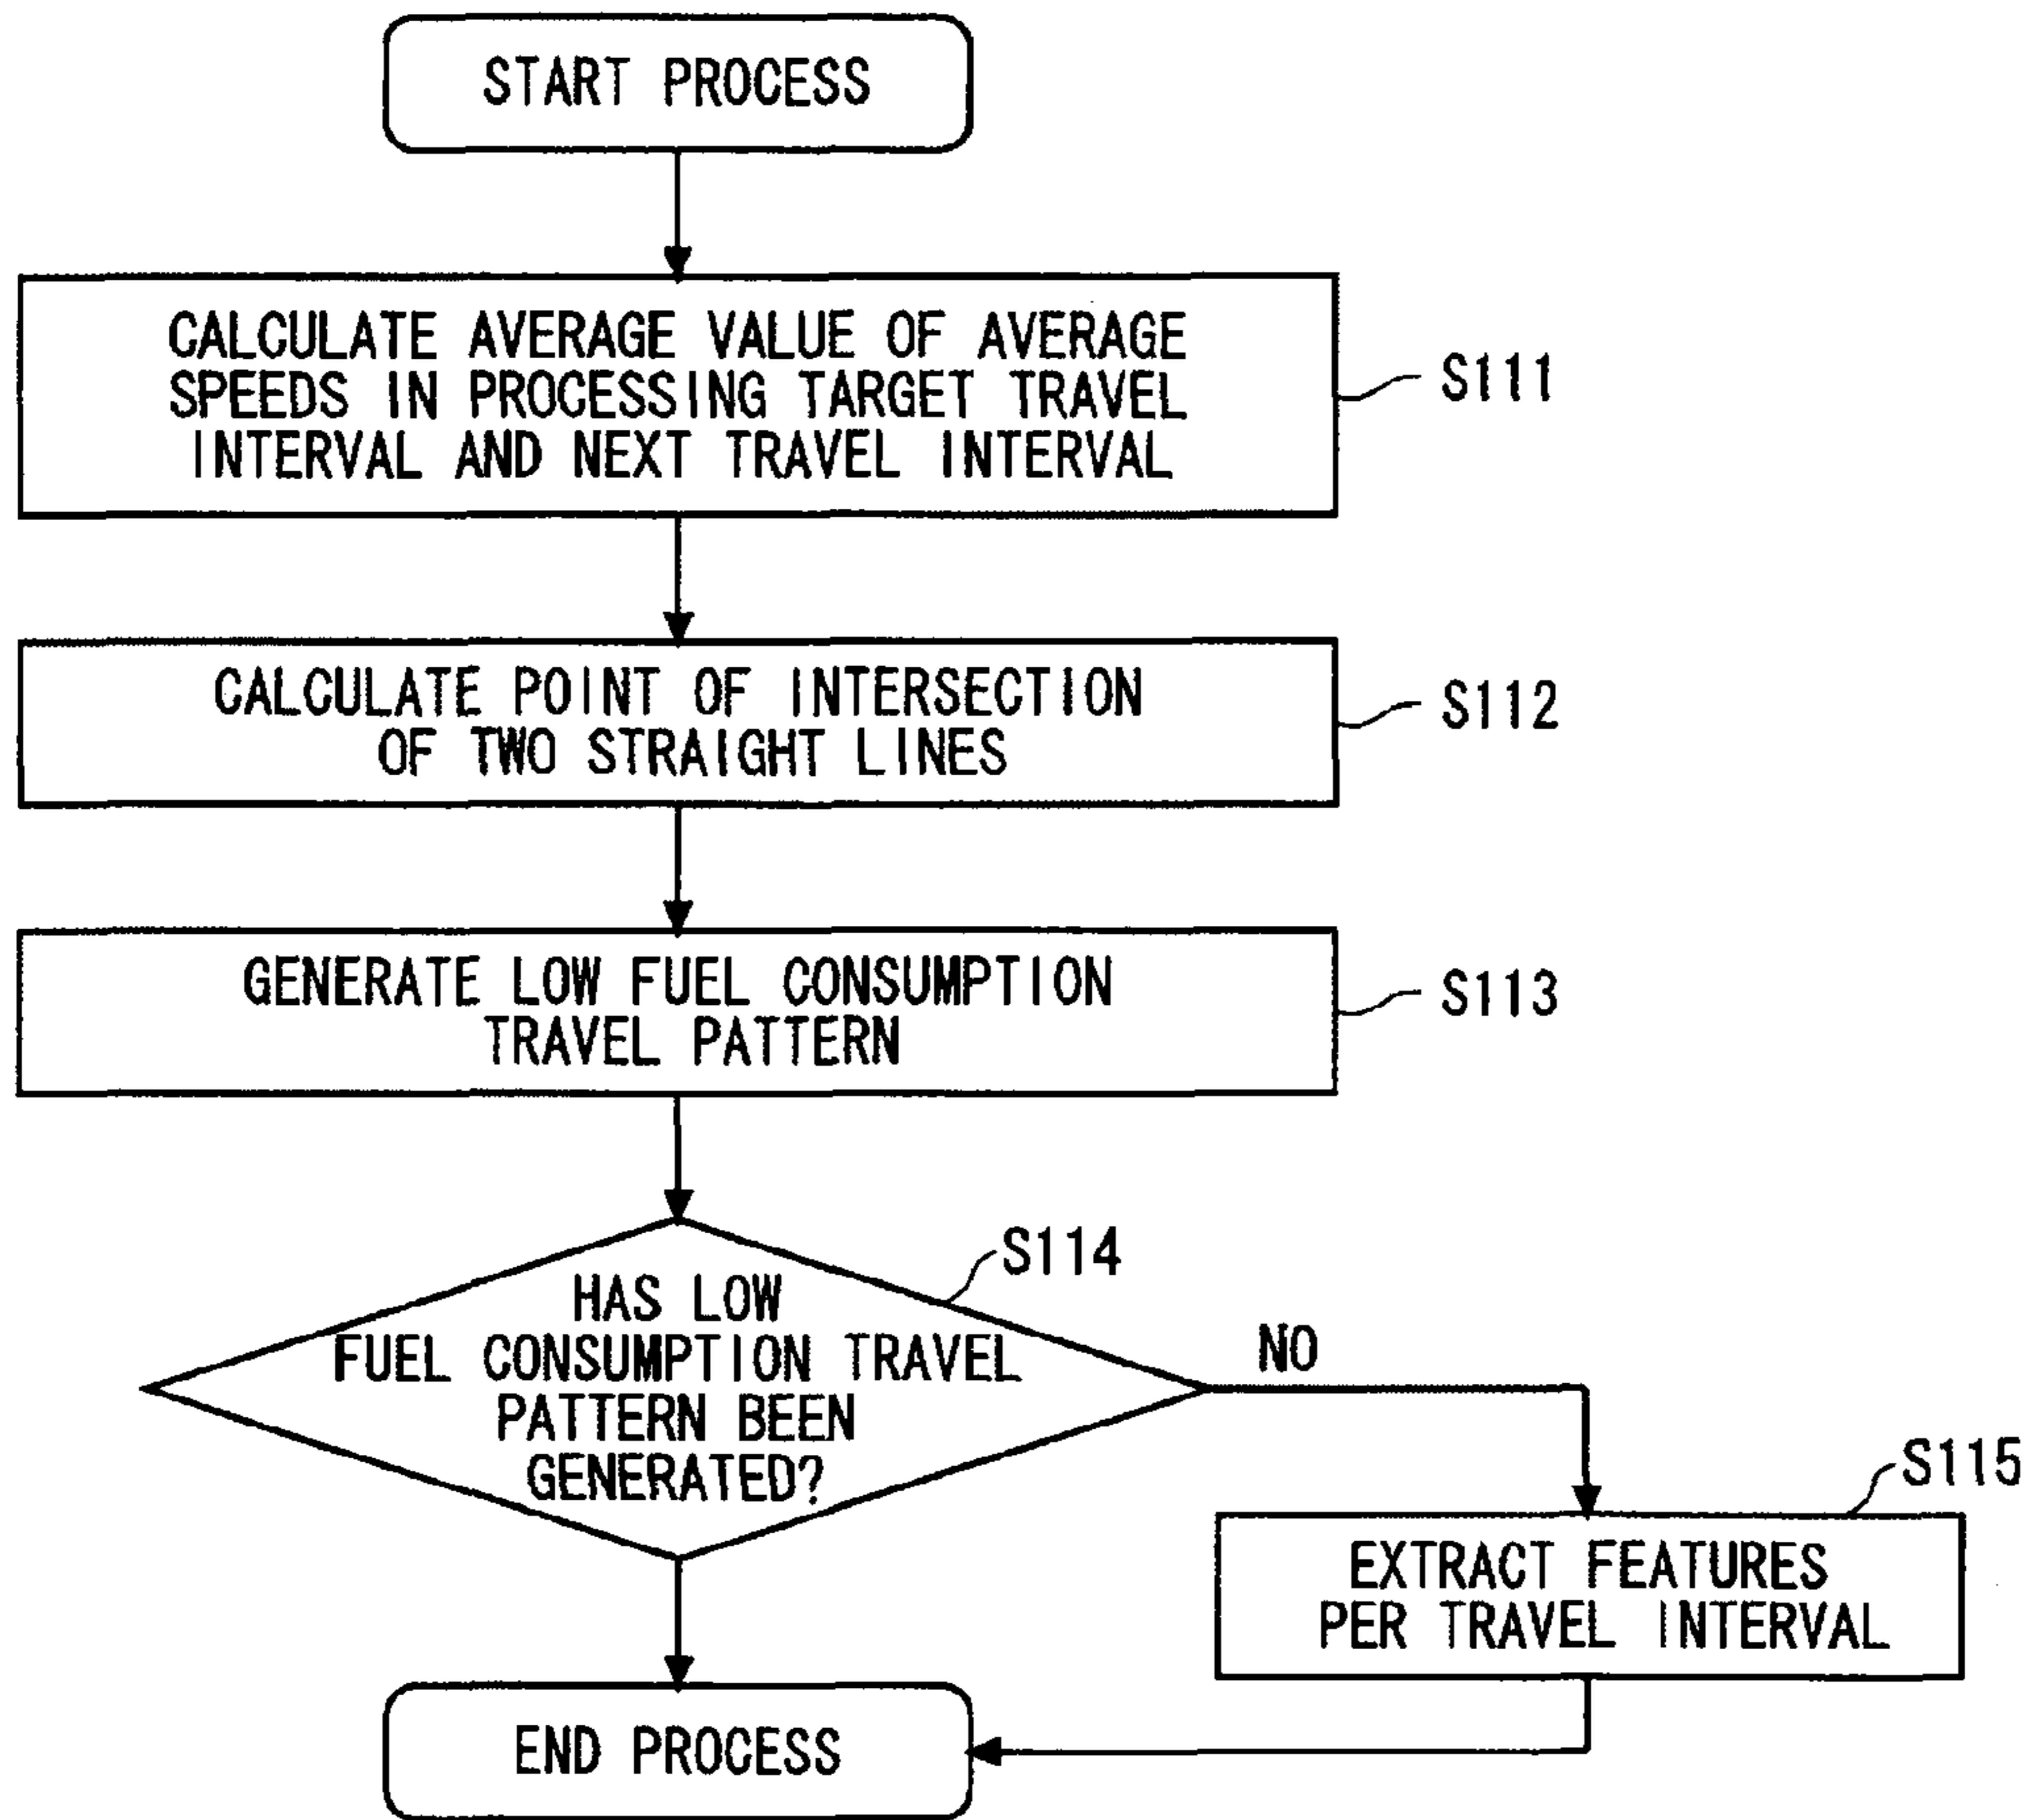 START PROCESS
CALCULATE AVERAGE VALUE OF AVERAGE
SPEEDS IN PROCESSING TARGET TRAVEL
INTERVAL AND NEXT TRAVEL INTERVAL
S111
CALCULATE POINT OF INTERSECTION
OF TWO STRAIGHT LINES
S112
GENERATE LOW FUEL CONSUMPTION
TRAVEL PATTERN
S113
S114
HAS LOW
FUEL CONSUMPTION TRAVEL
PATTERN BEEN
GENERATED?
NO
S115
EXTRACT FEATURES
PER TRAVEL INTERVAL
END PROCESS